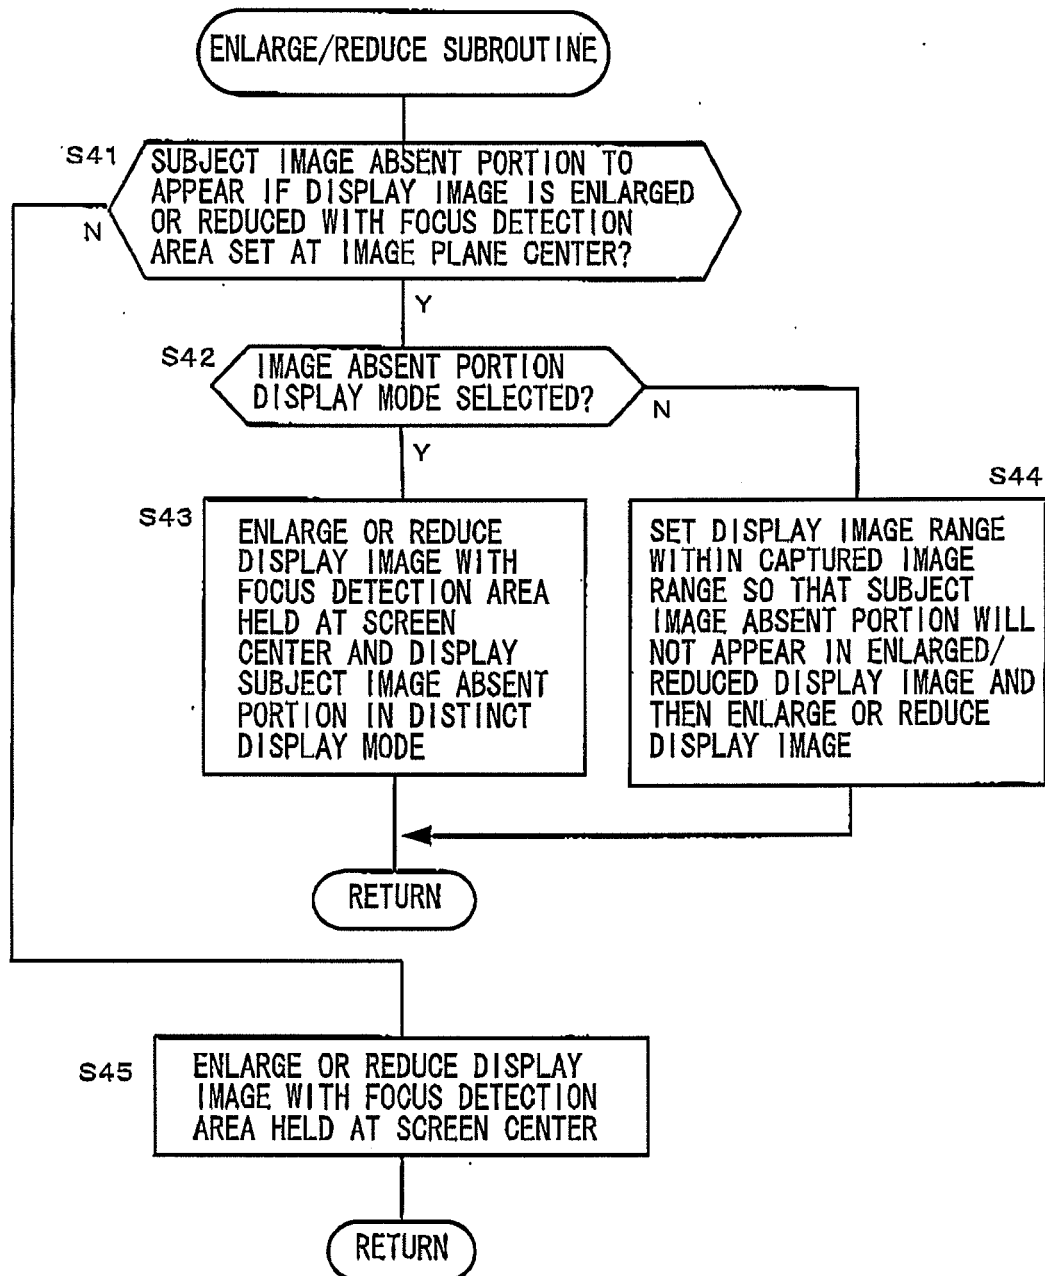 ENLARGE/REDUCE SUBROUTINE
S41
SUBJECT IMAGE ABSENT PORTION TO
APPEAR IF DISPLAY IMAGE IS ENLARGED
OR REDUCED WITH FOCUS DETECTION
AREA SET AT IMAGE PLANE CENTER?
N
Y
S42
IMAGE ABSENT PORTION
DISPLAY MODE SELECTED?
N
Y
S43
ENLARGE OR REDUCE
DISPLAY IMAGE WITH
FOCUS DETECTION AREA
HELD AT SCREEN
CENTER AND DISPLAY
SUBJECT IMAGE ABSENT
PORTION IN DISTINCT
DISPLAY MODE
S44
SET DISPLAY IMAGE RANGE
WITHIN CAPTURED IMAGE
RANGE SO THAT SUBJECT
IMAGE ABSENT PORTION WILL
NOT APPEAR IN ENLARGED/
REDUCED DISPLAY IMAGE AND
THEN ENLARGE OR REDUCE
DISPLAY IMAGE
RETURN
S45
ENLARGE OR REDUCE DISPLAY
IMAGE WITH FOCUS DETECTION
AREA HELD AT SCREEN CENTER
RETURN